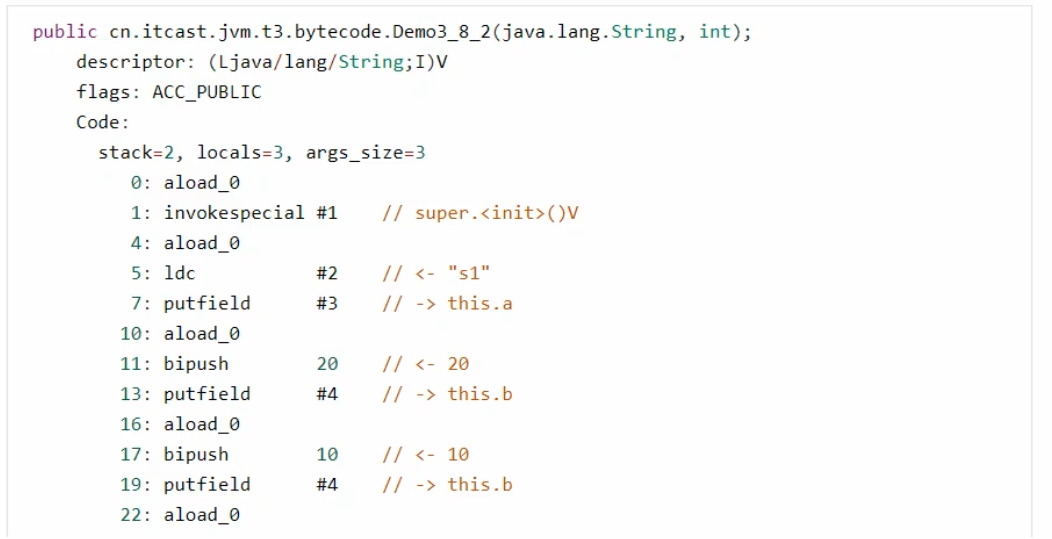 public cn.itcast.jvm.t3.bytecode.Demo3_8_2(java.lang.String, int);
descriptor: (Ljava/lang/String;I)V
flags: ACC_PUBLIC
Code:
stack=2, locals=3, args_size=3
0: aload_0
1: invokespecial #1 // super.<init>()V
4: aload_0
5: ldc #2 // <- "s1"
7: putfield #3 // -> this.a
10: aload_0
11: bipush 20 // <- 20
13: putfield #4 // -> this.b
16: aload_0
17: bipush 10 // <- 10
19: putfield #4 // -> this.b
22: aload_0